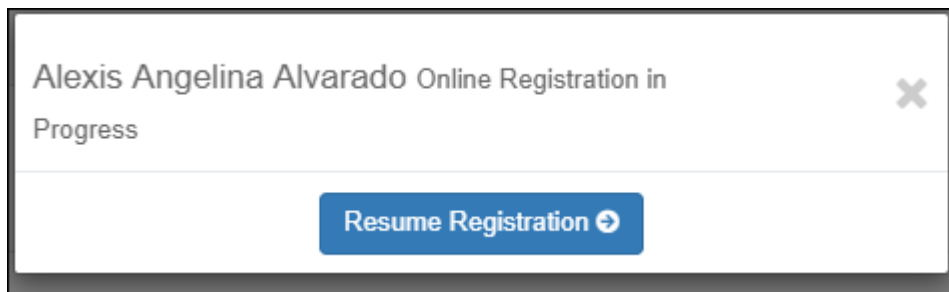 Alexis Angelina Alvarado Online Registration in
Progress
Resume Registration